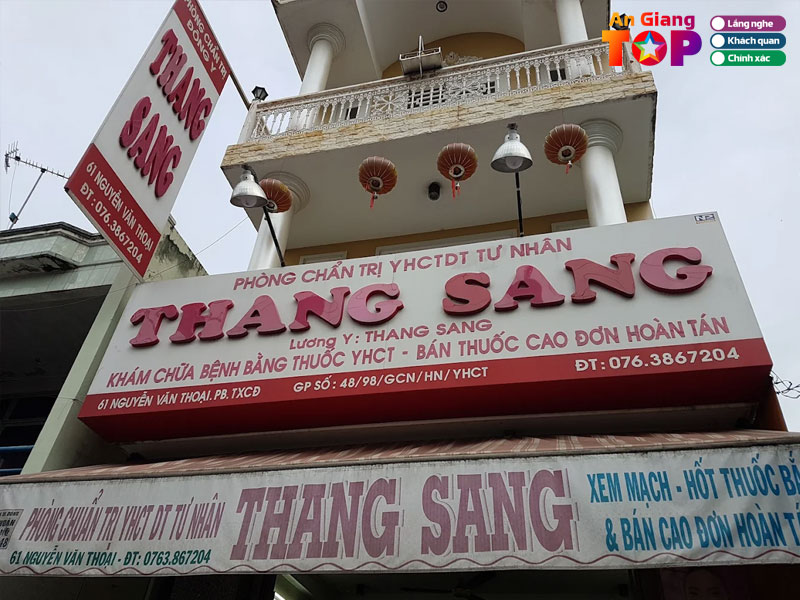 An Giang
TOP
Lắng nghe
Khách quan
Chính xác
PHÒNG CHẨN TRỊ
ĐÔNG Y
THANG
SANG
61 NGUYỄN VĂN THOẠI
ĐT: 076.3867204
PHÒNG CHẨN TRỊ YHCTDT TƯ NHÂN
THANG SANG
Lương Y: THANG SANG
KHÁM CHỮA BỆNH BẰNG THUỐC YHCT - BÁN THUỐC CAO ĐƠN HOÀN TÁN
61 NGUYỄN VĂN THOẠI. PB. TXCĐ GP SỐ: 48/98/GCN/HN/YHCT ĐT: 076.3867204
PHÒNG CHUẨN TRỊ YHCT DT TƯ NHÂN
61 NGUYỄN VĂN THOẠI - ĐT: 0763.867204
THANG SANG
XEM MẠCH - HỐT THUỐC BẮ
& BÁN CAO ĐƠN HOÀN TÁ